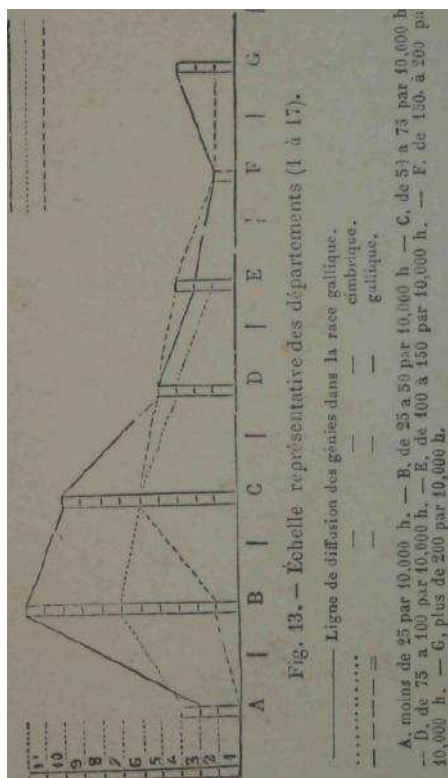 11
10
9
8
7
6
5
4
3
2
1
A
B
C
D
E
F
G
Fig. 13. — Échelle représentative des départements (1 à 17).
Ligne de diffusion des génies dans la race gallique.
— — — cimbrique.
— — — gallique.
A, moins de 25 par 10.000 h. — B, de 25 a 50 par 10,000 h — C, de 51 a 75 par 10,000 h
— D, de 75 a 100 par 10,000 h. — E, de 100 à 150 par 10,000 h. — F, de 150, à 200 pa
10,000 h — G, plus de 200 par 10,000 h.